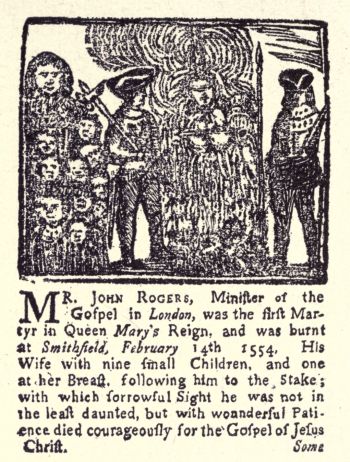 MR. JOHN ROGERS, Miniſter of the
Goſpel in London, was the firſt Mar-
tyr in Queen Mary's Reign, and was burnt
at Smithfield, February 14th 1554. His
Wife with nine ſmall Children, and one
at her Breaſt, following him to the Stake;
with which ſorrowful Sight he was not in
the leaſt daunted, but with woanderful Pati-
ence died courageouſly for the Goſpel of Jeſus
Chriſt. Some